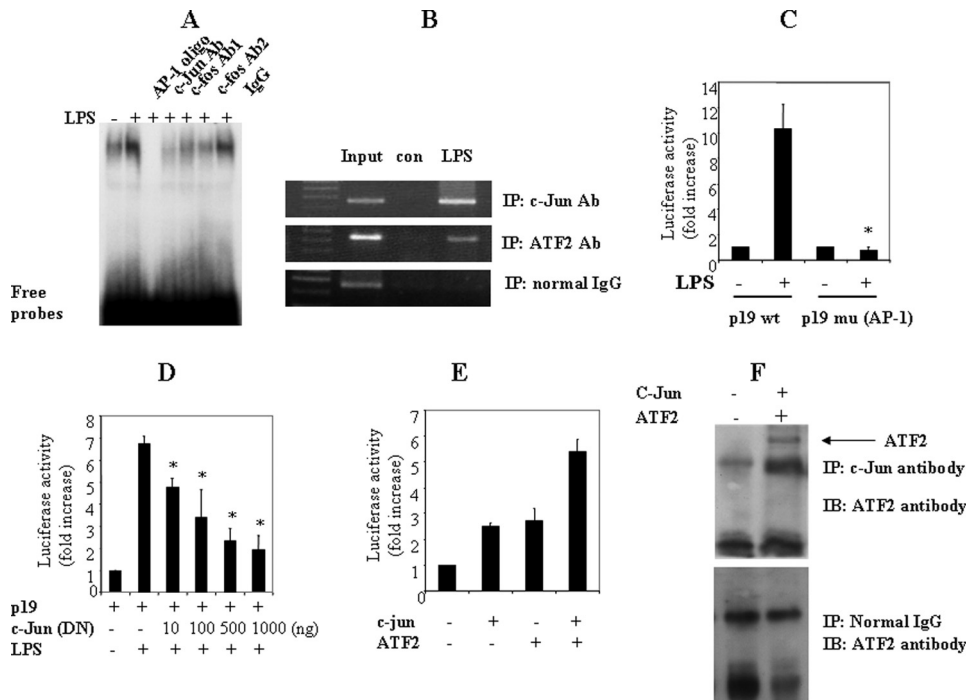 A
AP-1 oligo
c-Jun Ab
c-fos Ab1
c-fos Ab2
IgG
LPS - + + + + + +
Free
probes
B
Input con LPS
IP: c-Jun Ab
IP: ATF2 Ab
IP: normal IgG
C
Luciferase activity
(fold increase)
14
12
10
8
6
4
2
0
*
LPS - + - +
p19 wt p19 mu (AP-1)
D
Luciferase activity
(fold increase)
8
7
6
5
4
3
2
1
0
* * * *
p19 + + + + + +
c-Jun (DN) - - 10 100 500 1000 (ng)
LPS - + + + + +
E
Luciferase activity
(fold increase)
7
6
5
4
3
2
1
0
c-jun - + - +
ATF2 - - + +
F
C-Jun - +
ATF2 - +
ATF2
IP: c-Jun antibody
IB: ATF2 antibody
IP: Normal IgG
IB: ATF2 antibody